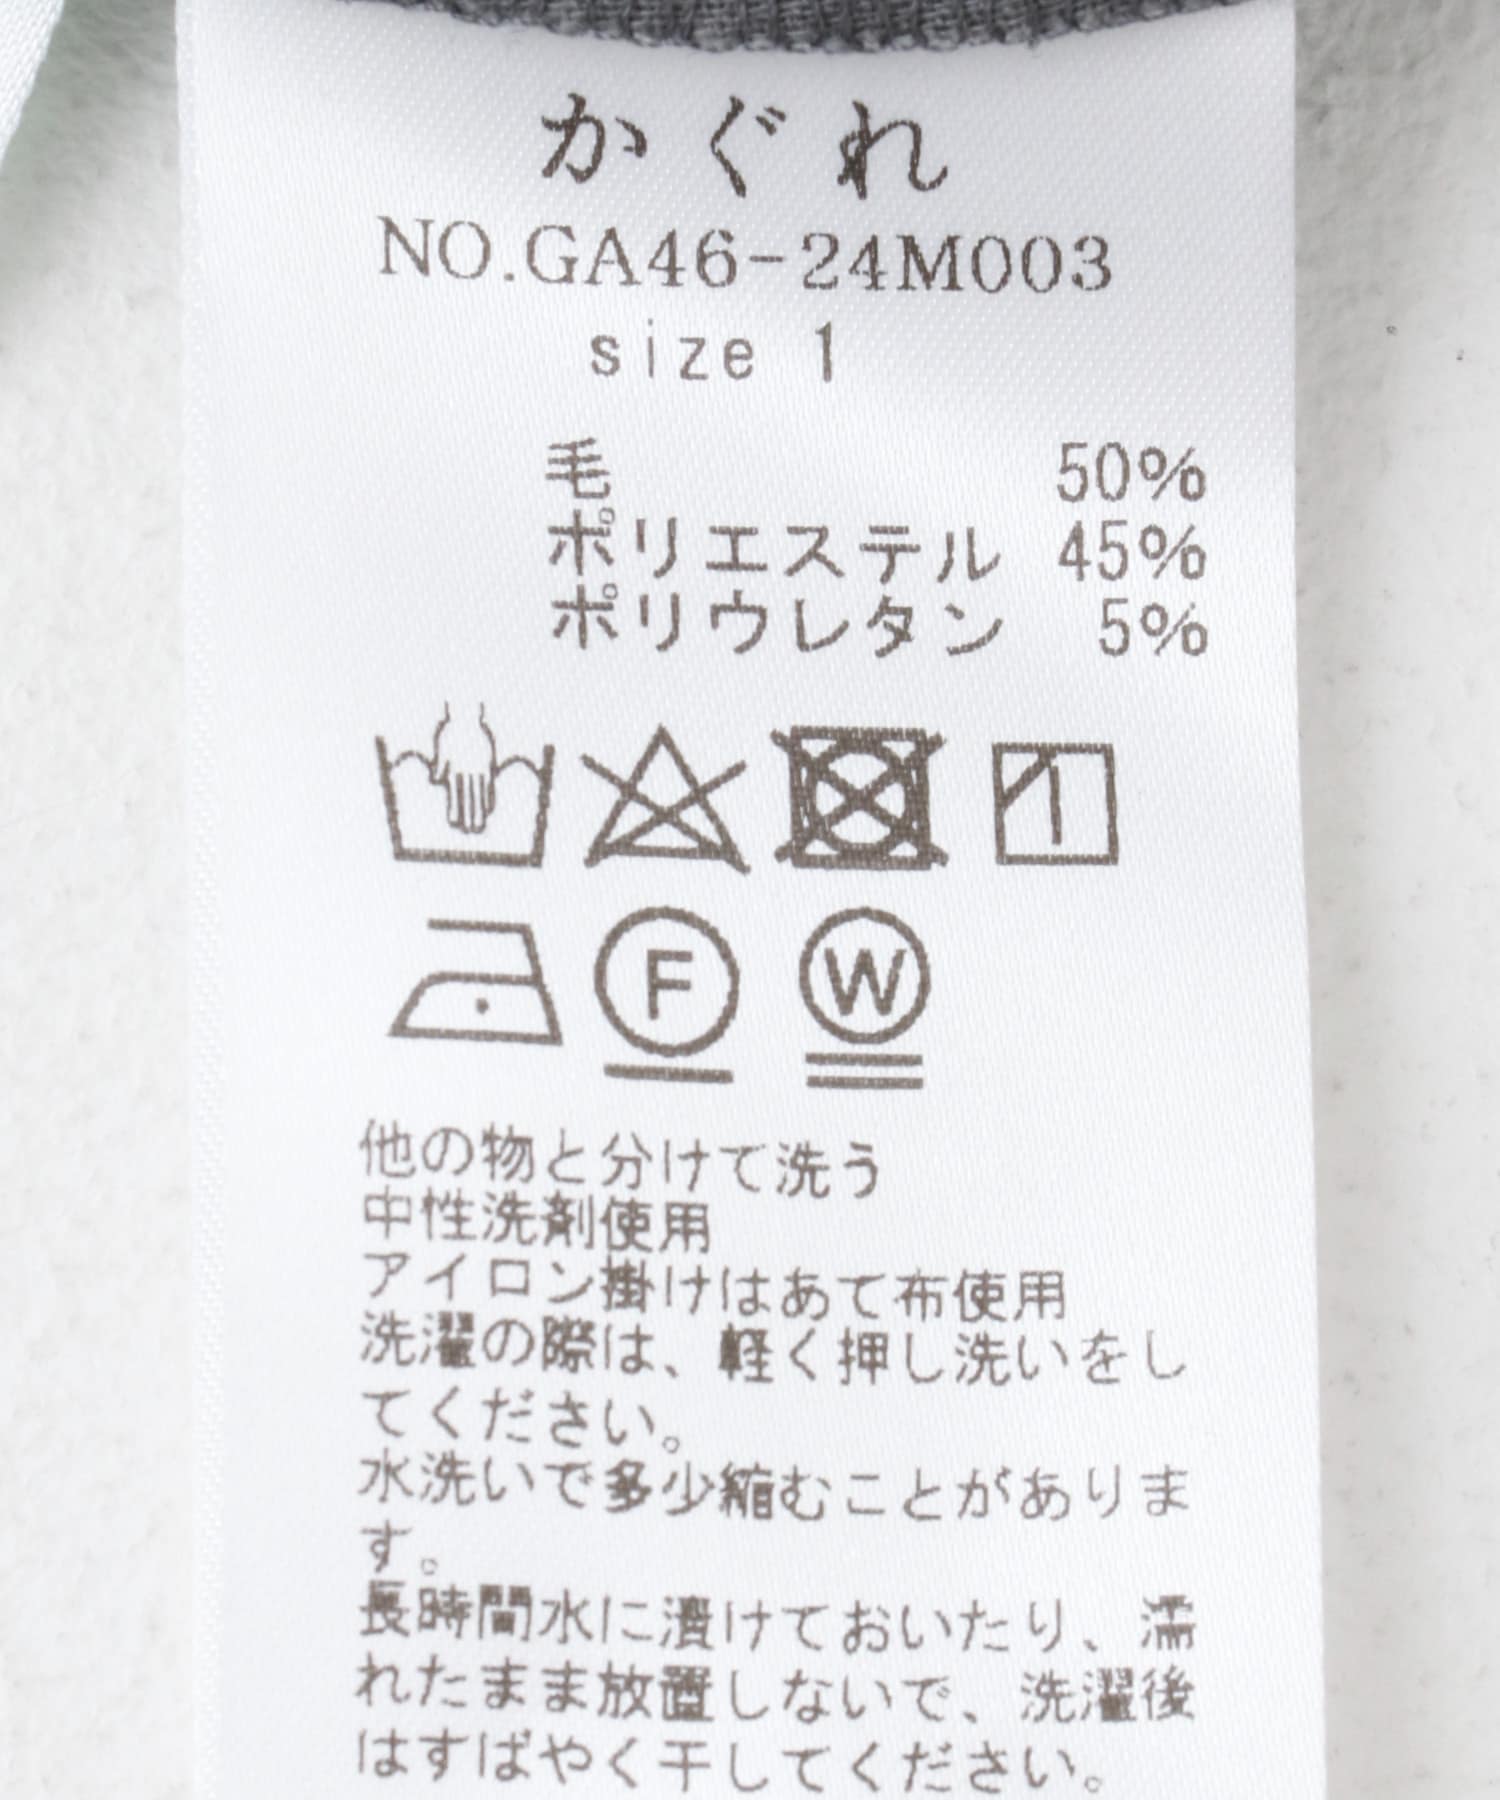 かぐれ
NO.GA46-24M003
size 1
毛 50%
ポリエステル 45%
ポリウレタン 5%
F W
他の物と分けて洗う
中性洗剤使用
アイロン掛けはあて布使用
洗濯の際は、軽く押し洗いをし
てください。
水洗いで多少縮むことがありま
す。
長時間水に漬けておいたり、濡
れたまま放置しないで、洗濯後
はすばやく干してください。